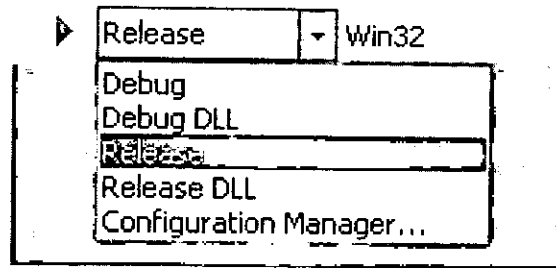 Release Win32
Debug
Debug DLL
Release
Release DLL
Configuration Manager...